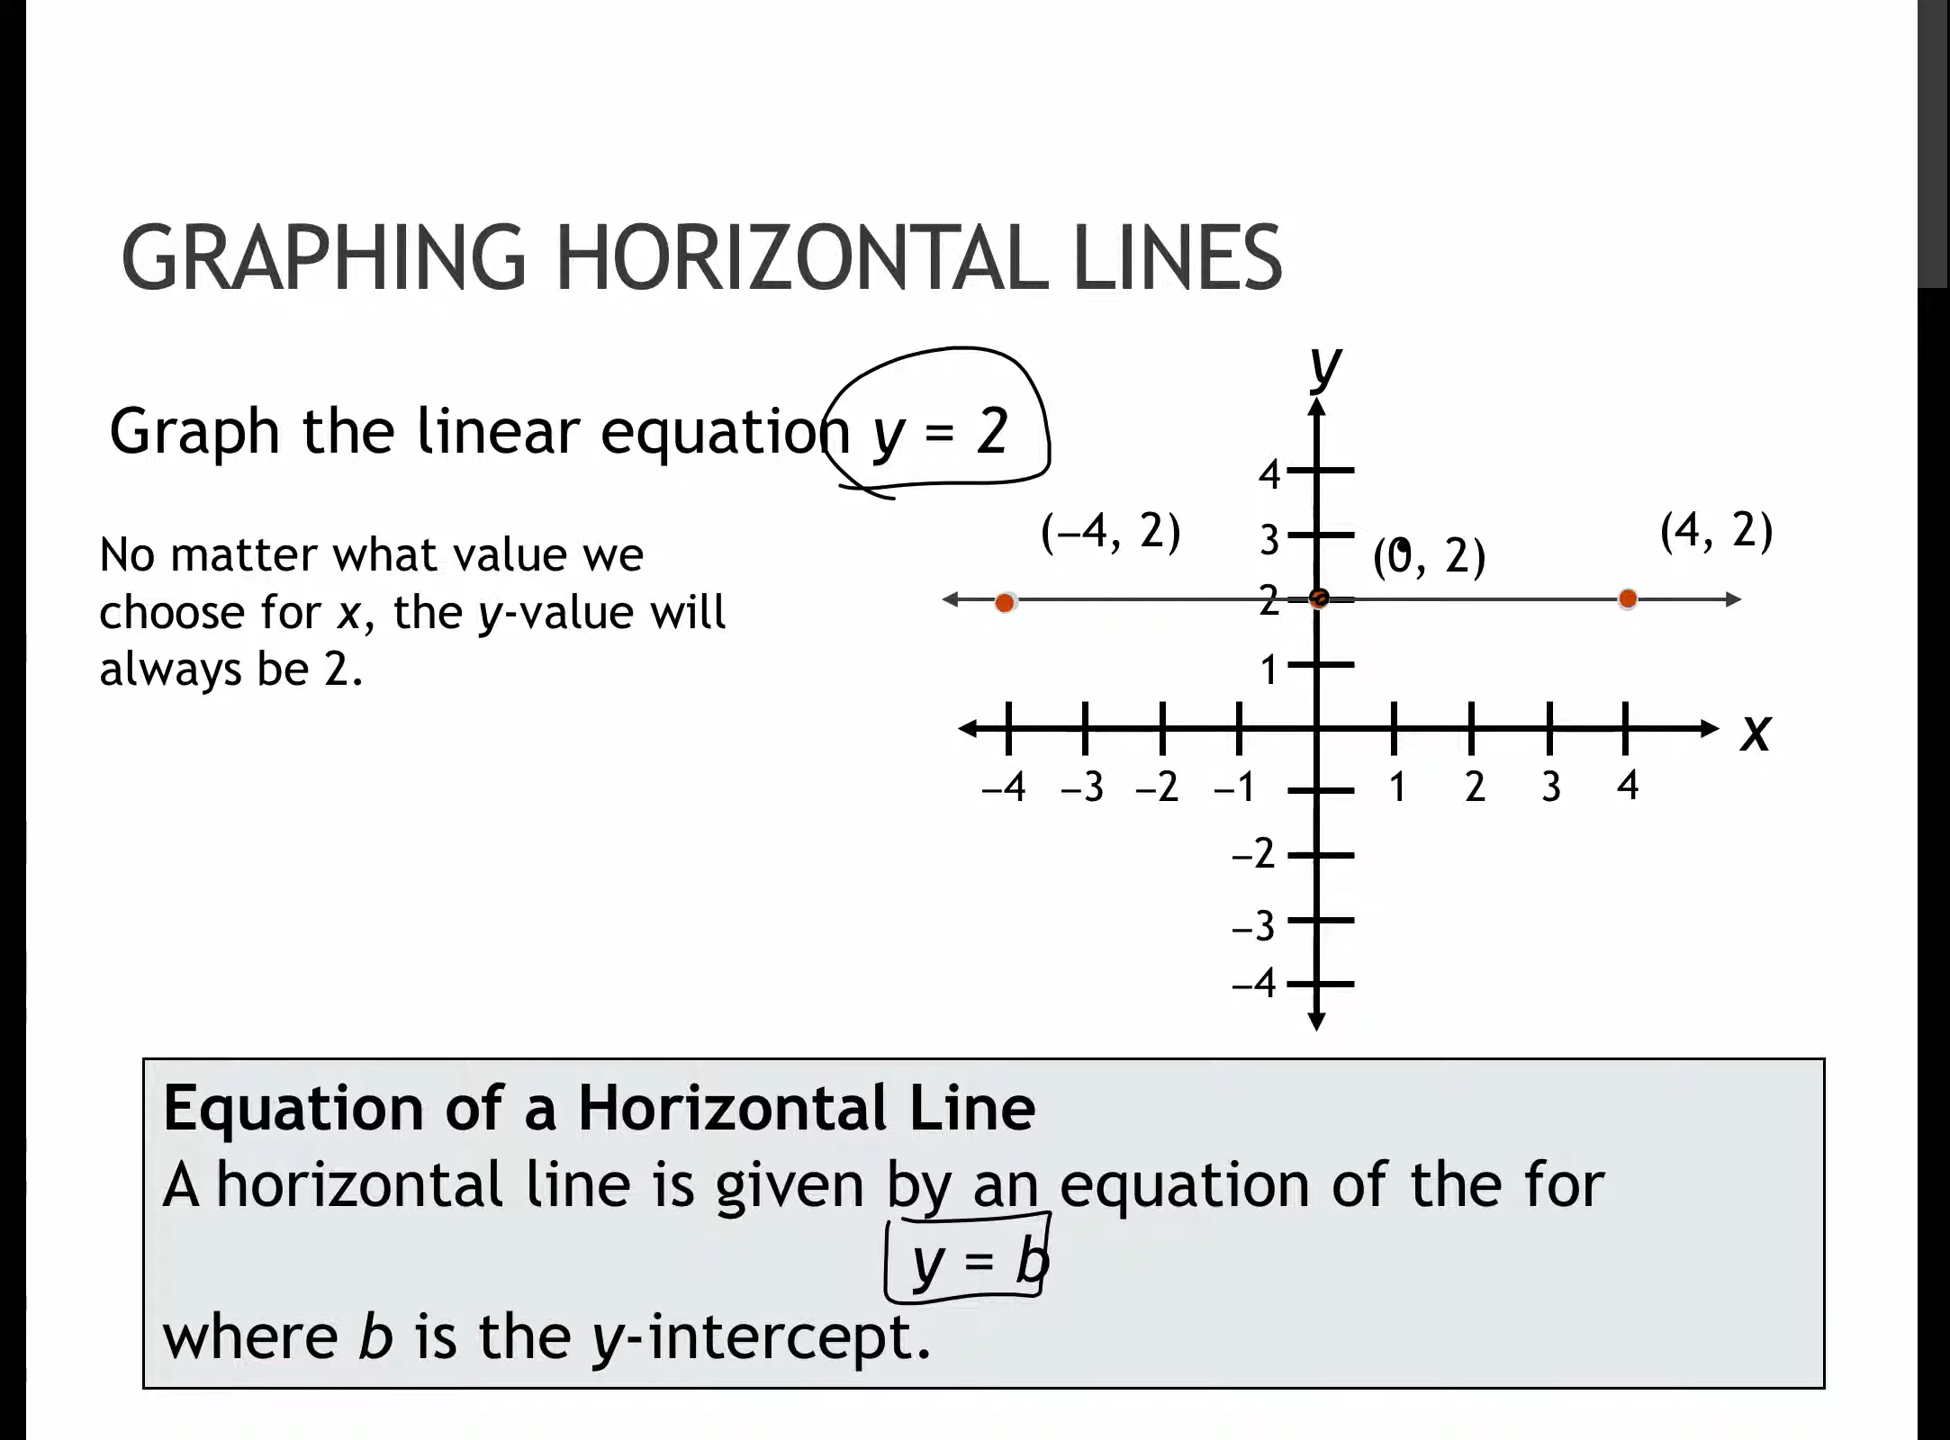 GRAPHING HORIZONTAL LINES
Graph the linear equation y = 2
No matter what value we
choose for x, the y-value will
always be 2.
y
4
(–4, 2)
3
(0, 2)
(4, 2)
2
1
x
–4 –3 –2 –1 1 2 3 4
–2
–3
–4
Equation of a Horizontal Line
A horizontal line is given by an equation of the for
y = b
where b is the y-intercept.